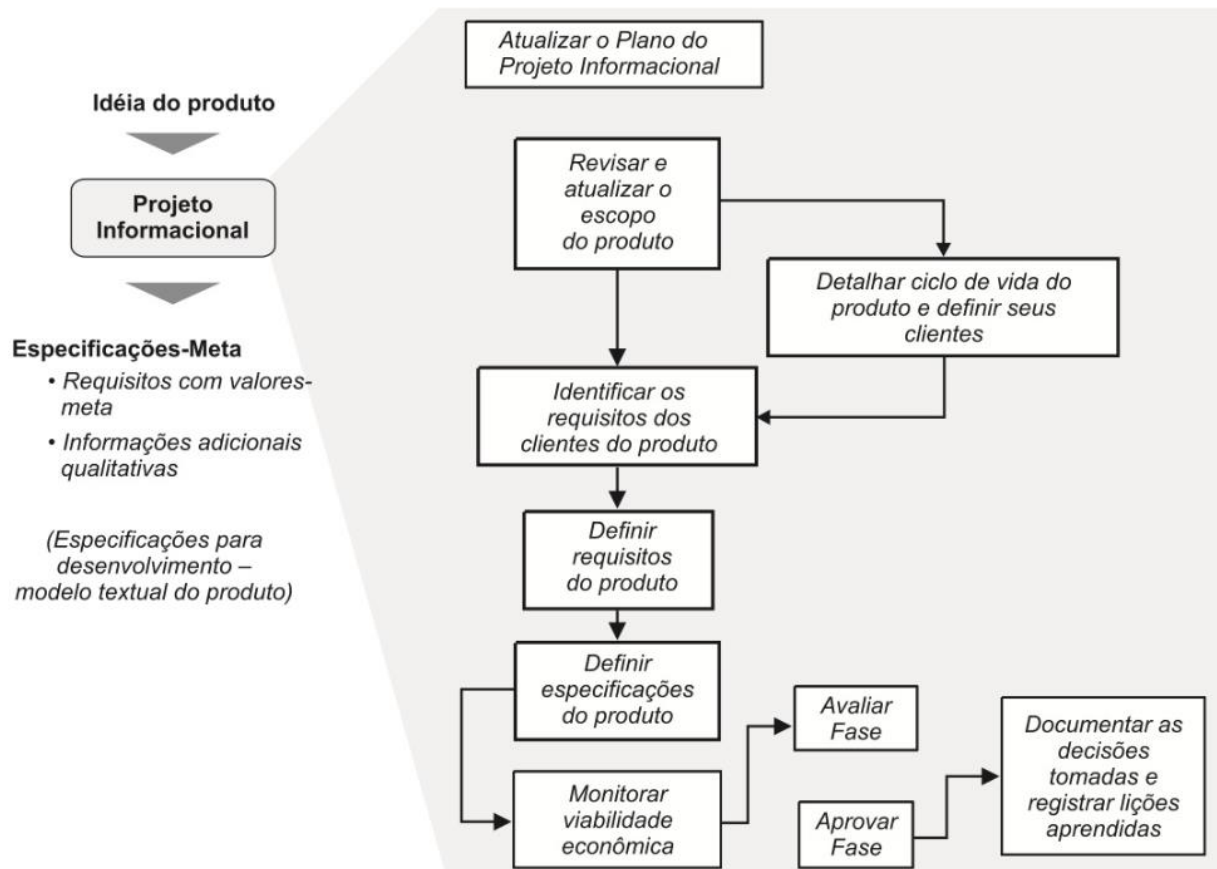 Idéia do produto
Projeto
Informacional
Especificações-Meta
• Requisitos com valores-
meta
• Informações adicionais
qualitativas
(Especificações para
desenvolvimento –
modelo textual do produto)
Atualizar o Plano do
Projeto Informacional
Revisar e
atualizar o
escopo
do produto
Detalhar ciclo de vida do
produto e definir seus
clientes
Identificar os
requisitos dos
clientes do produto
Definir
requisitos
do produto
Definir
especificações
do produto
Monitorar
viabilidade
econômica
Avaliar
Fase
Aprovar
Fase
Documentar as
decisões
tomadas e
registrar lições
aprendidas